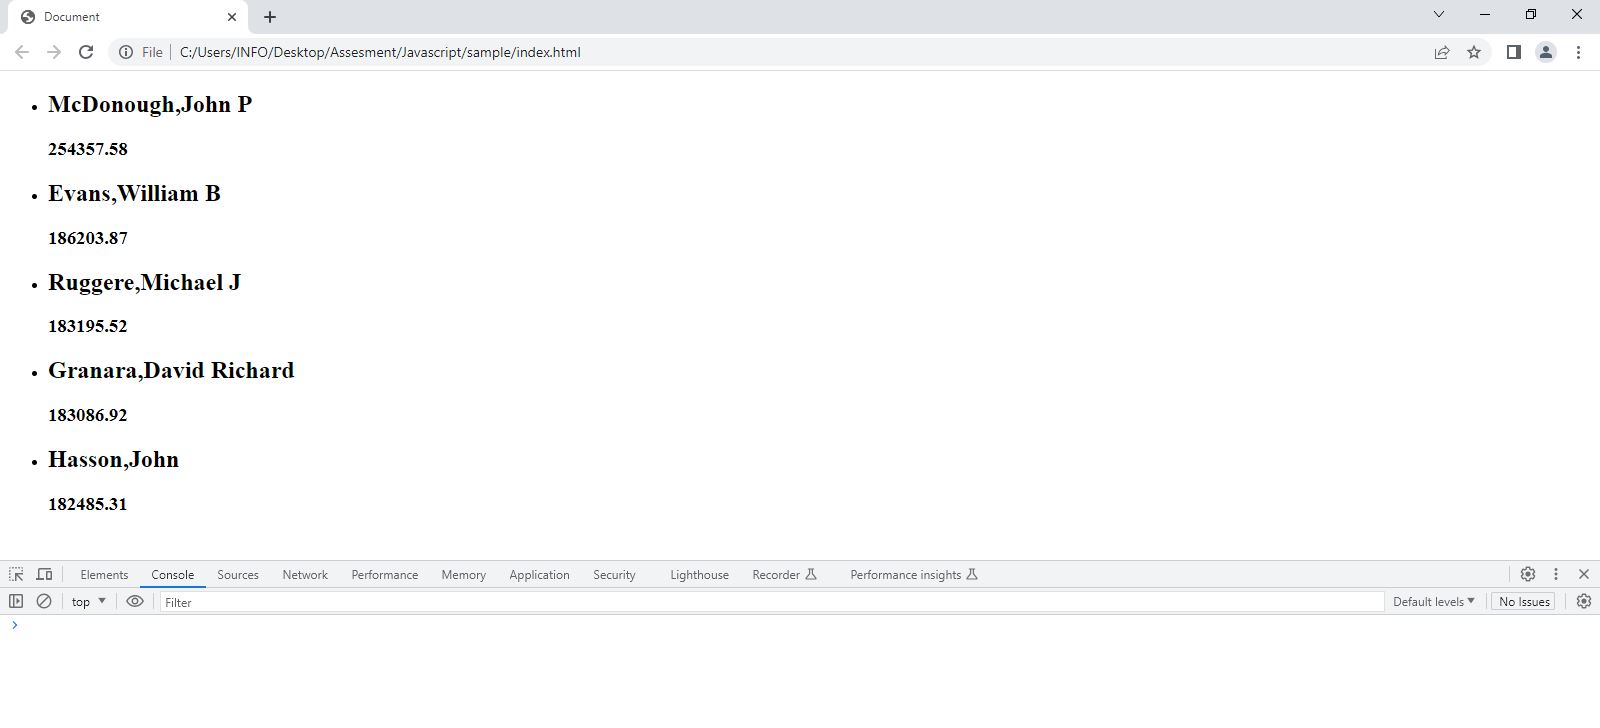 Document
File
C:/Users/INFO/Desktop/Assesment/Javascript/sample/index.html
McDonough,John P
254357.58
Evans,William B
186203.87
Ruggere,Michael J
183195.52
Granara,David Richard
183086.92
Hasson,John
182485.31
Elements Console Sources Network Performance Memory Application Security Lighthouse Recorder Performance insights
top Filter Default levels No Issues